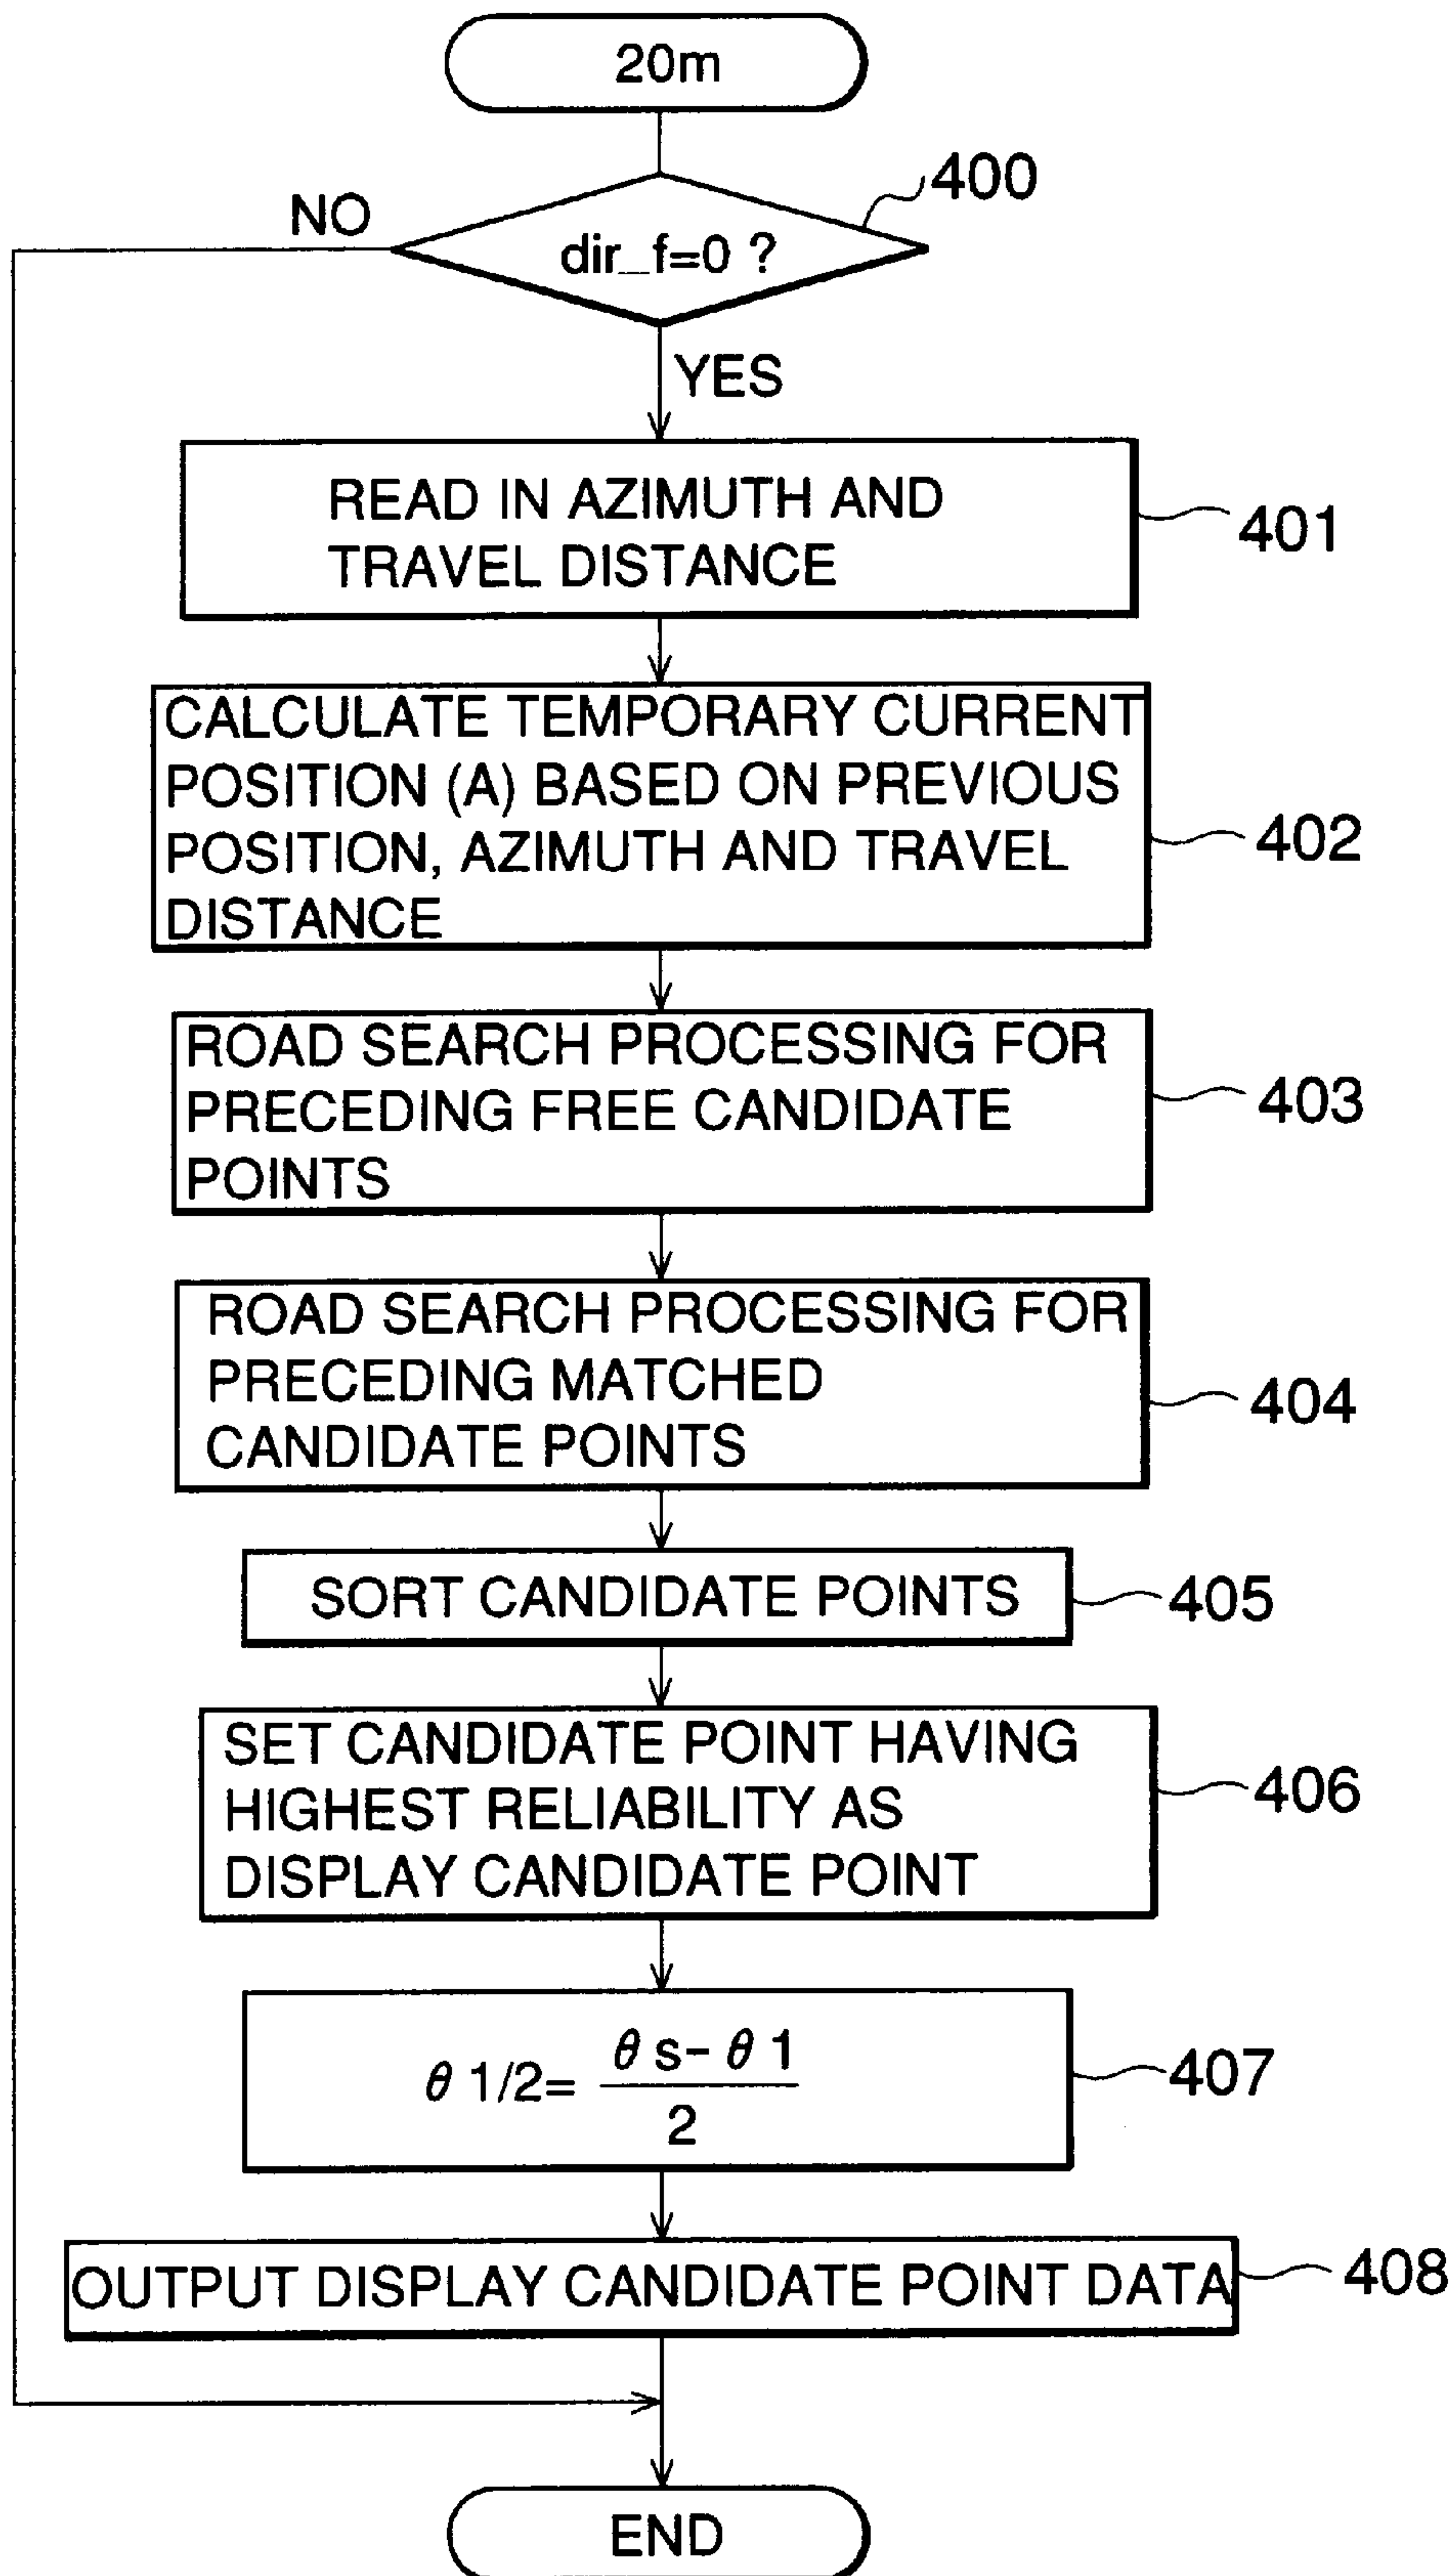 20m
400
NO
dir_f=0 ?
YES
READ IN AZIMUTH AND
TRAVEL DISTANCE
401
CALCULATE TEMPORARY CURRENT
POSITION (A) BASED ON PREVIOUS
POSITION, AZIMUTH AND TRAVEL
DISTANCE
402
ROAD SEARCH PROCESSING FOR
PRECEDING FREE CANDIDATE
POINTS
403
ROAD SEARCH PROCESSING FOR
PRECEDING MATCHED
CANDIDATE POINTS
404
SORT CANDIDATE POINTS
405
SET CANDIDATE POINT HAVING
HIGHEST RELIABILITY AS
DISPLAY CANDIDATE POINT
406
θ 1/2= θ s- θ 1
2
407
OUTPUT DISPLAY CANDIDATE POINT DATA
408
END